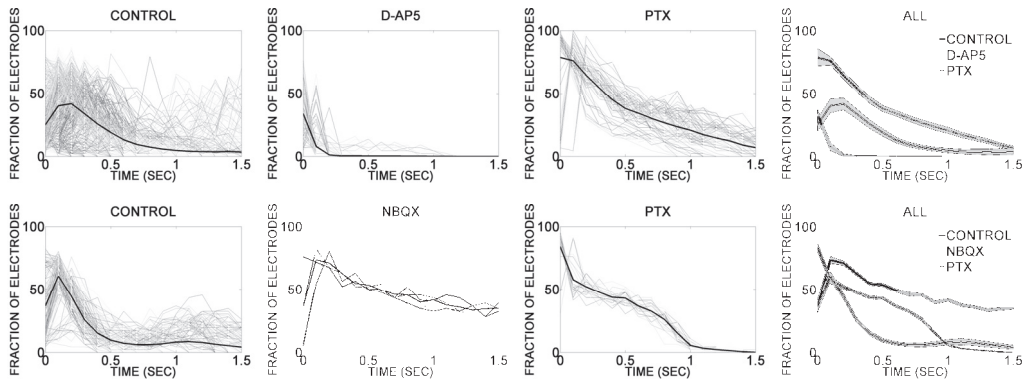 CONTROL
FRACTION OF ELECTRODES
100
50
0
0
0.5
1
1.5
TIME (SEC)
D-AP5
FRACTION OF ELECTRODES
100
50
0
0.5
1
1.5
TIME (SEC)
PTX
FRACTION OF ELECTRODES
100
50
0
0
0.5
1
1.5
TIME (SEC)
ALL
CONTROL
D-AP5
PTX
FRACTION OF ELECTRODES
100
50
0
0
0.5
1
1.5
TIME (SEC)
CONTROL
FRACTION OF ELECTRODES
100
50
0
0
0.5
1
1.5
TIME (SEC)
NBQX
FRACTION OF ELECTRODES
100
50
0
0
0.5
1
1.5
TIME (SEC)
PTX
FRACTION OF ELECTRODES
100
50
0
0
0.5
1
1.5
TIME (SEC)
ALL
CONTROL
NBQX
PTX
FRACTION OF ELECTRODES
100
50
0
0
0.5
1
1.5
TIME (SEC)